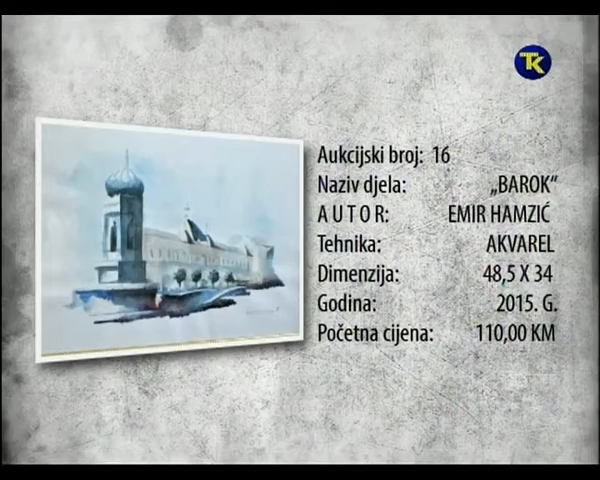 TK
Aukcijski broj: 16
Naziv djela: „BAROK“
A U T O R: EMIR HAMZIĆ
Tehnika: AKVAREL
Dimenzija: 48,5 X 34
Godina: 2015. G.
Početna cijena: 110,00 KM